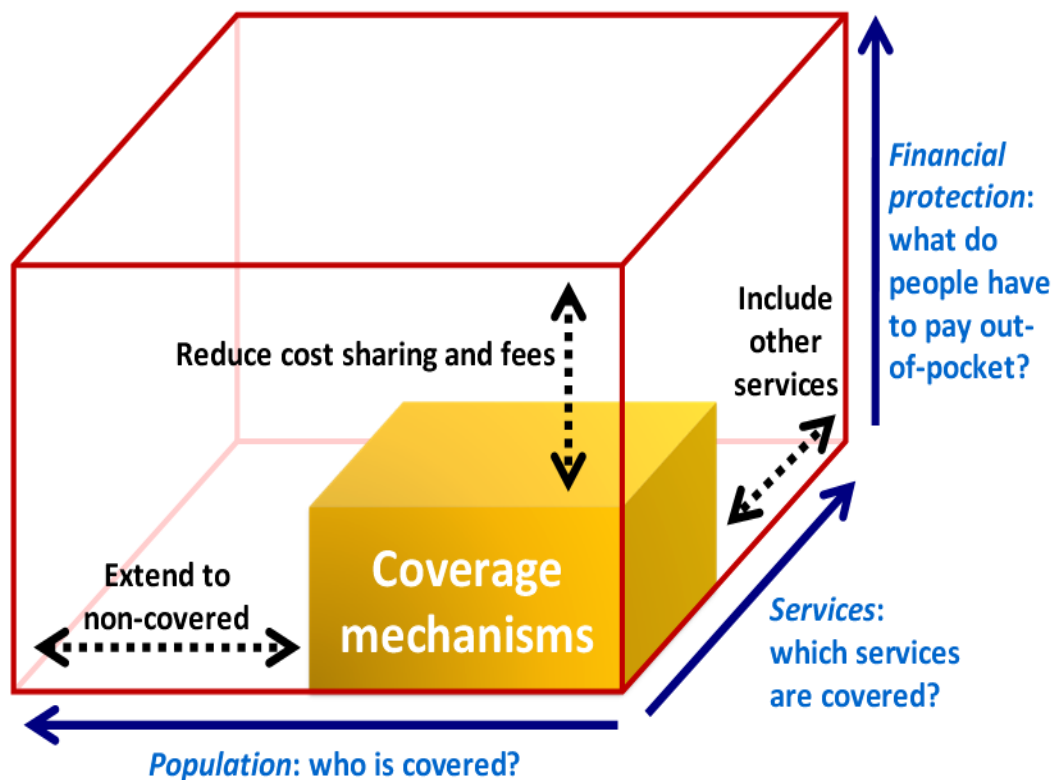 Financial
protection:
what do
people have
to pay out-
of-pocket?
Include
other
services
Reduce cost sharing and fees
Coverage
mechanisms
Extend to
non-covered
Services:
which services
are covered?
Population: who is covered?